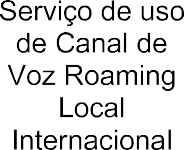 Serviço de uso
de Canal de
Voz Roaming
Local
Internacional